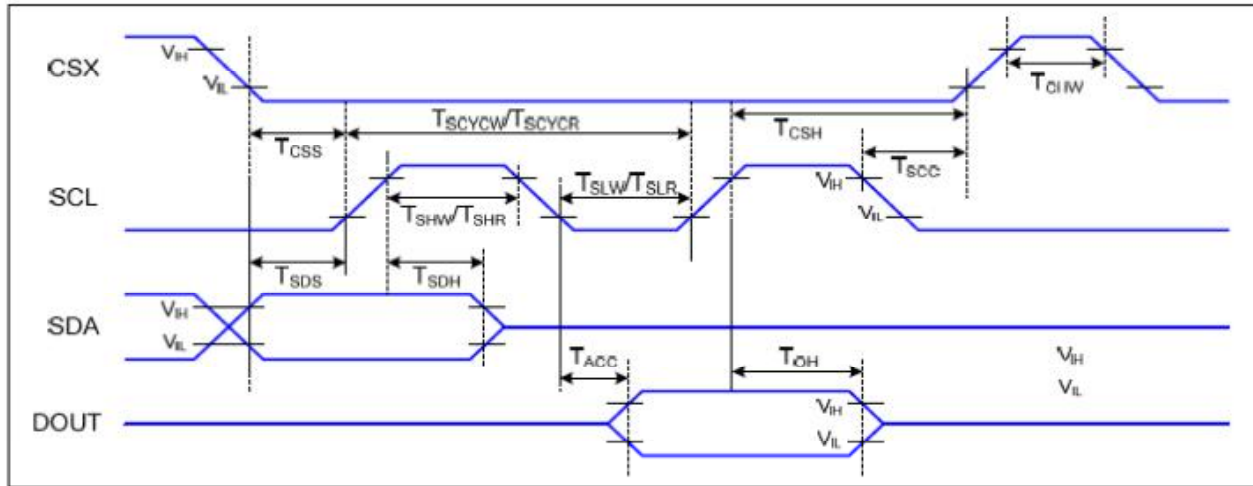 CSX
VIH
VIL
TCHW
TSCYCW/TSCYCR
TCSH
TCSS
TSCC
SCL
TSLW/TSLR
VIH
TSHW/TSHR
VIL
TSDS
TSDH
SDA
VIH
VIL
TACC
TOH
VIH
VIL
DOUT
VIH
VIL